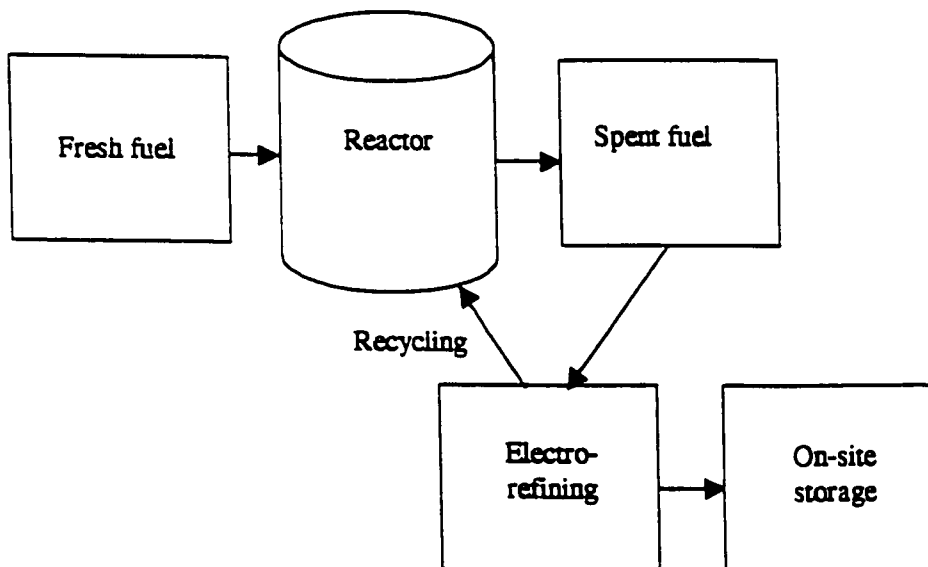 Fresh fuel
Reactor
Spent fuel
Recycling
Electro-
refining
On-site
storage